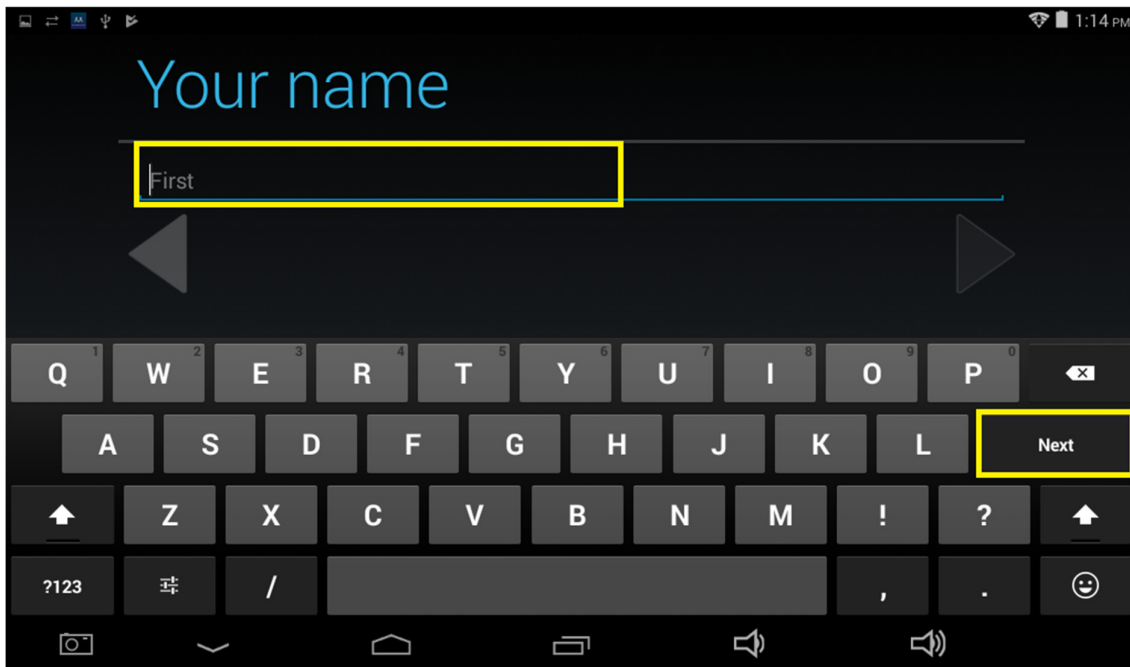 1:14 PM
Your name
First
Q 1 W 2 E 3 R 4 T 5 Y 6 U 7 I 8 O 9 P 0
A S D F G H J K L Next
Z X C V B N M ! ?
?123 / , .